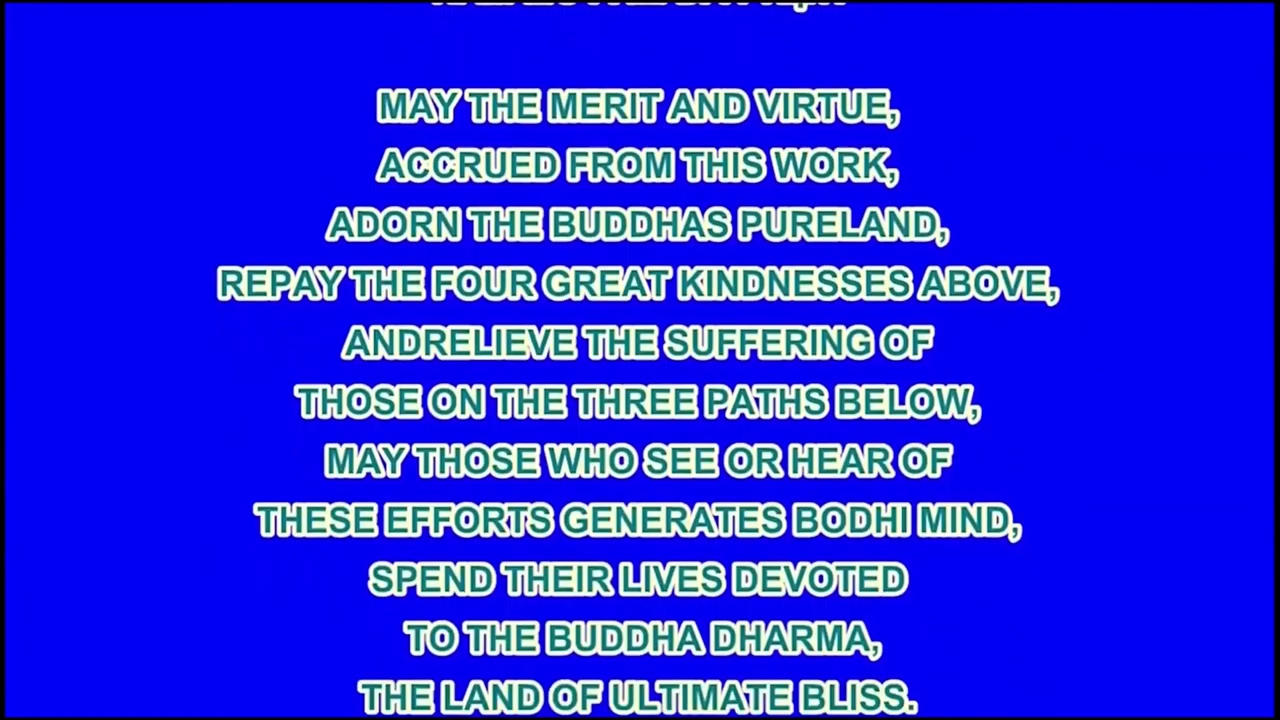 MAY THE MERIT AND VIRTUE,
ACCRUED FROM THIS WORK,
ADORN THE BUDDHAS PURELAND,
REPAY THE FOUR GREAT KINDNESSES ABOVE,
ANDRELIEVE THE SUFFERING OF
THOSE ON THE THREE PATHS BELOW,
MAY THOSE WHO SEE OR HEAR OF
THESE EFFORTS GENERATES BODHI MIND,
SPEND THEIR LIVES DEVOTED
TO THE BUDDHA DHARMA,
THE LAND OF ULTIMATE BLISS.